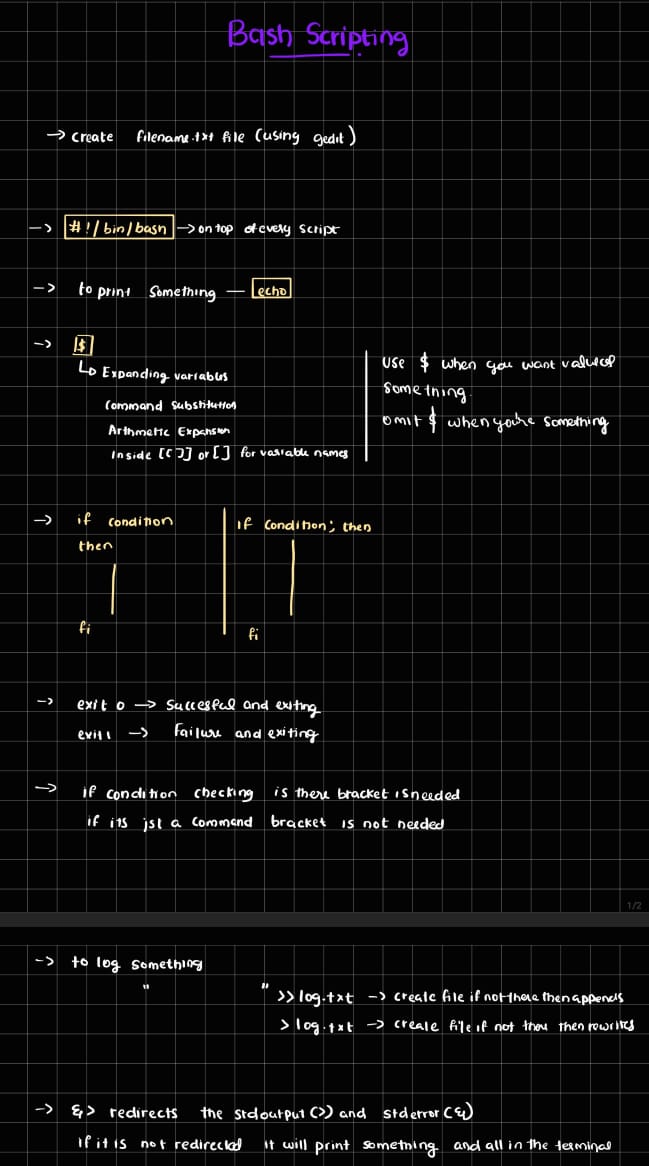 Bash Scripting
→ create filename.txt file (using gedit)
→ #!/bin/bash → on top of every script
→ to print something — echo
→ $
↳ Expanding variables
Command Substitution
Arthmetic Expansion
Inside [[ ]] or [ ] for variable names
use $ when you want value of
something.
omit $ when you're something
→ if condition
then
fi
if condition; then
fi
→ exit 0 → Succesful and exiting
exit 1 → Failure and exiting
→ if condition checking is there bracket is needed
if its jst a command bracket is not needed
1/2
→ to log something
" " >> log.txt → create file if not there then appends
> log.txt → create file if not then then rewrites
→ &> redirects the stdoutput (>) and stderror (&)
If it is not redirected it will print something and all in the terminal